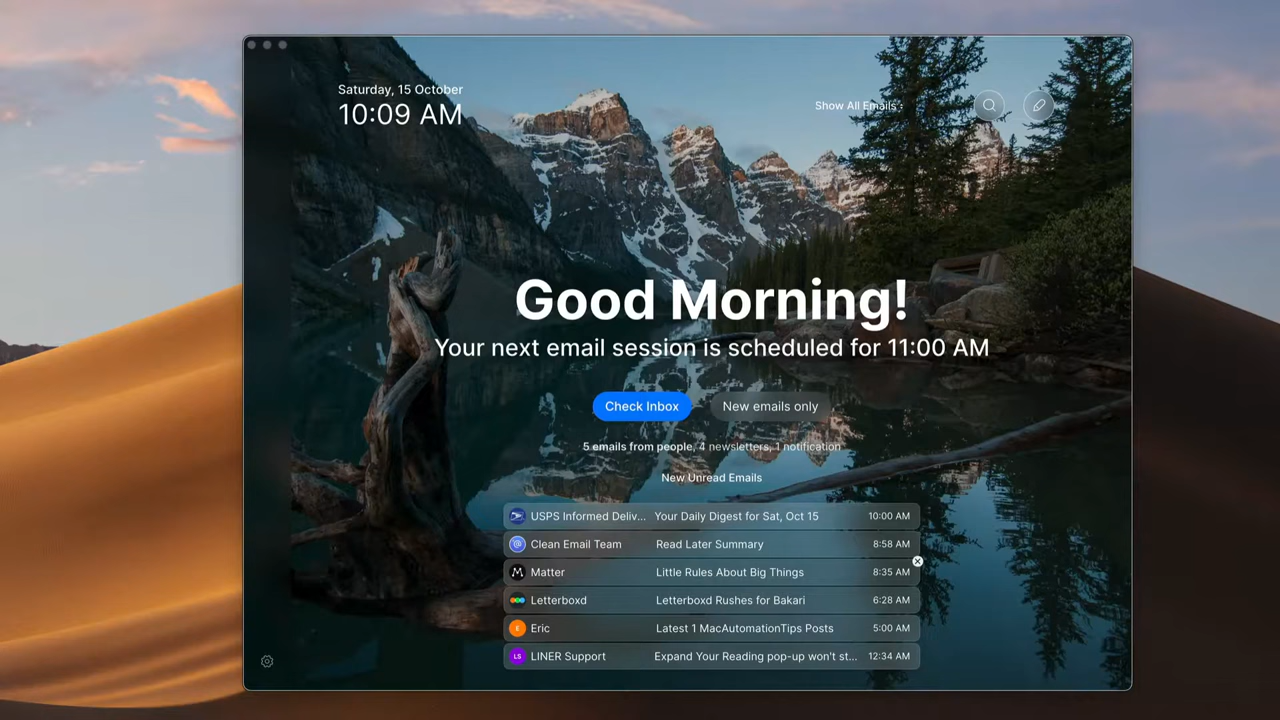 Saturday, 15 October
10:09 AM
Show All Emails
Good Morning!
Your next email session is scheduled for 11:00 AM
Check Inbox
New emails only
5 emails from people, 4 newsletters, 1 notification
New Unread Emails
USPS Informed Deliv... Your Daily Digest for Sat, Oct 15 10:00 AM
Clean Email Team Read Later Summary 8:58 AM
Matter Little Rules About Big Things 8:35 AM
Letterboxd Letterboxd Rushes for Bakari 6:28 AM
E Eric Latest 1 MacAutomationTips Posts 5:00 AM
LS LINER Support Expand Your Reading pop-up won't st... 12:34 AM